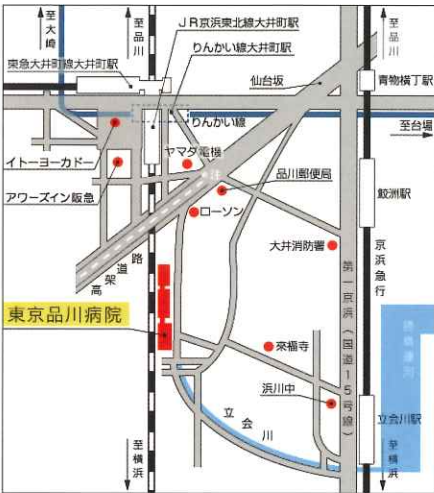 至大崎
至品川
JR京浜東北線大井町駅
りんかい線大井町駅
至品川
東急大井町線大井町駅
仙台坂
青物横丁駅
りんかい線
至台場
イトーヨーカドー
ヤマダ電機
アワーズイン阪急
品川郵便局
鮫洲駅
ローソン
大井消防署
高架道路
京浜急行
第一京浜(国道15号線)
東京品川病院
來福寺
浜川中
立会川
立会川駅
至横浜
至横浜